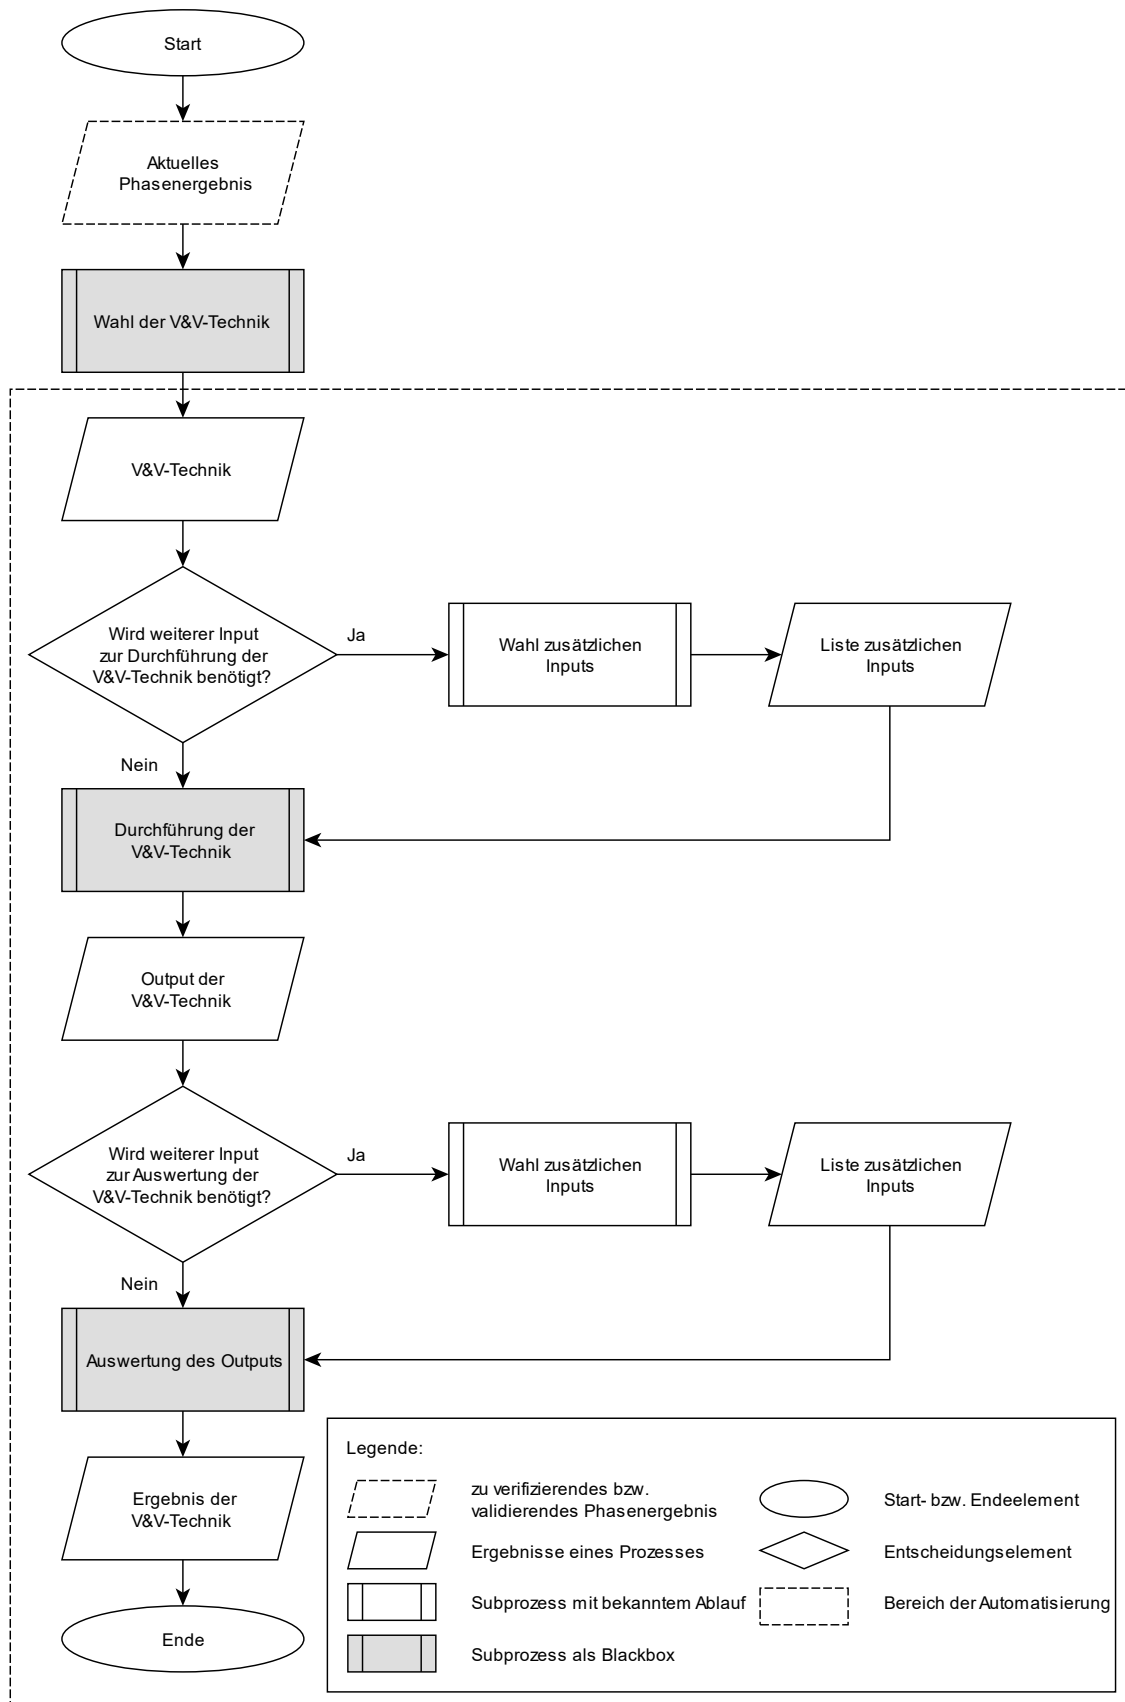 Start
Aktuelles
Phasenergebnis
Wahl der V&V-Technik
V&V-Technik
Wird weiterer Input
zur Durchführung der
V&V-Technik benötigt?
Ja
Wahl zusätzlichen
Inputs
Liste zusätzlichen
Inputs
Nein
Durchführung der
V&V-Technik
Output der
V&V-Technik
Wird weiterer Input
zur Auswertung der
V&V-Technik benötigt?
Ja
Wahl zusätzlichen
Inputs
Liste zusätzlichen
Inputs
Nein
Auswertung des Outputs
Ergebnis der
V&V-Technik
Ende
Legende:
zu verifizierendes bzw.
validierendes Phasenergebnis
Ergebnisse eines Prozesses
Subprozess mit bekanntem Ablauf
Subprozess als Blackbox
Start- bzw. Endeelement
Entscheidungselement
Bereich der Automatisierung